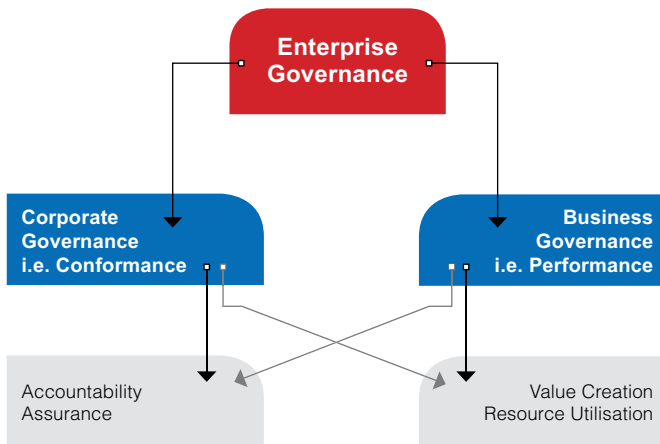 Enterprise
Governance
Corporate
Governance
i.e. Conformance
Business
Governance
i.e. Performance
Accountability
Assurance
Value Creation
Resource Utilisation